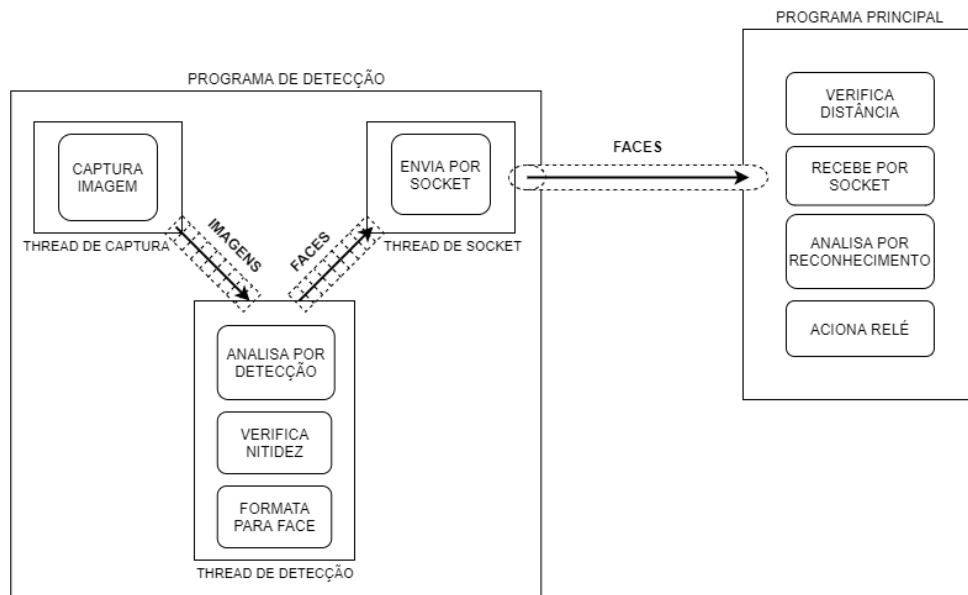 PROGRAMA PRINCIPAL
PROGRAMA DE DETECÇÃO
CAPTURA
IMAGEM
THREAD DE CAPTURA
IMAGENS
ANALISA POR
DETECÇÃO
VERIFICA
NITIDEZ
FORMATA
PARA FACE
THREAD DE DETECÇÃO
FACES
ENVIA POR
SOCKET
THREAD DE SOCKET
FACES
VERIFICA
DISTÂNCIA
RECEBE POR
SOCKET
ANALISA POR
RECONHECIMENTO
ACIONA RELÉ